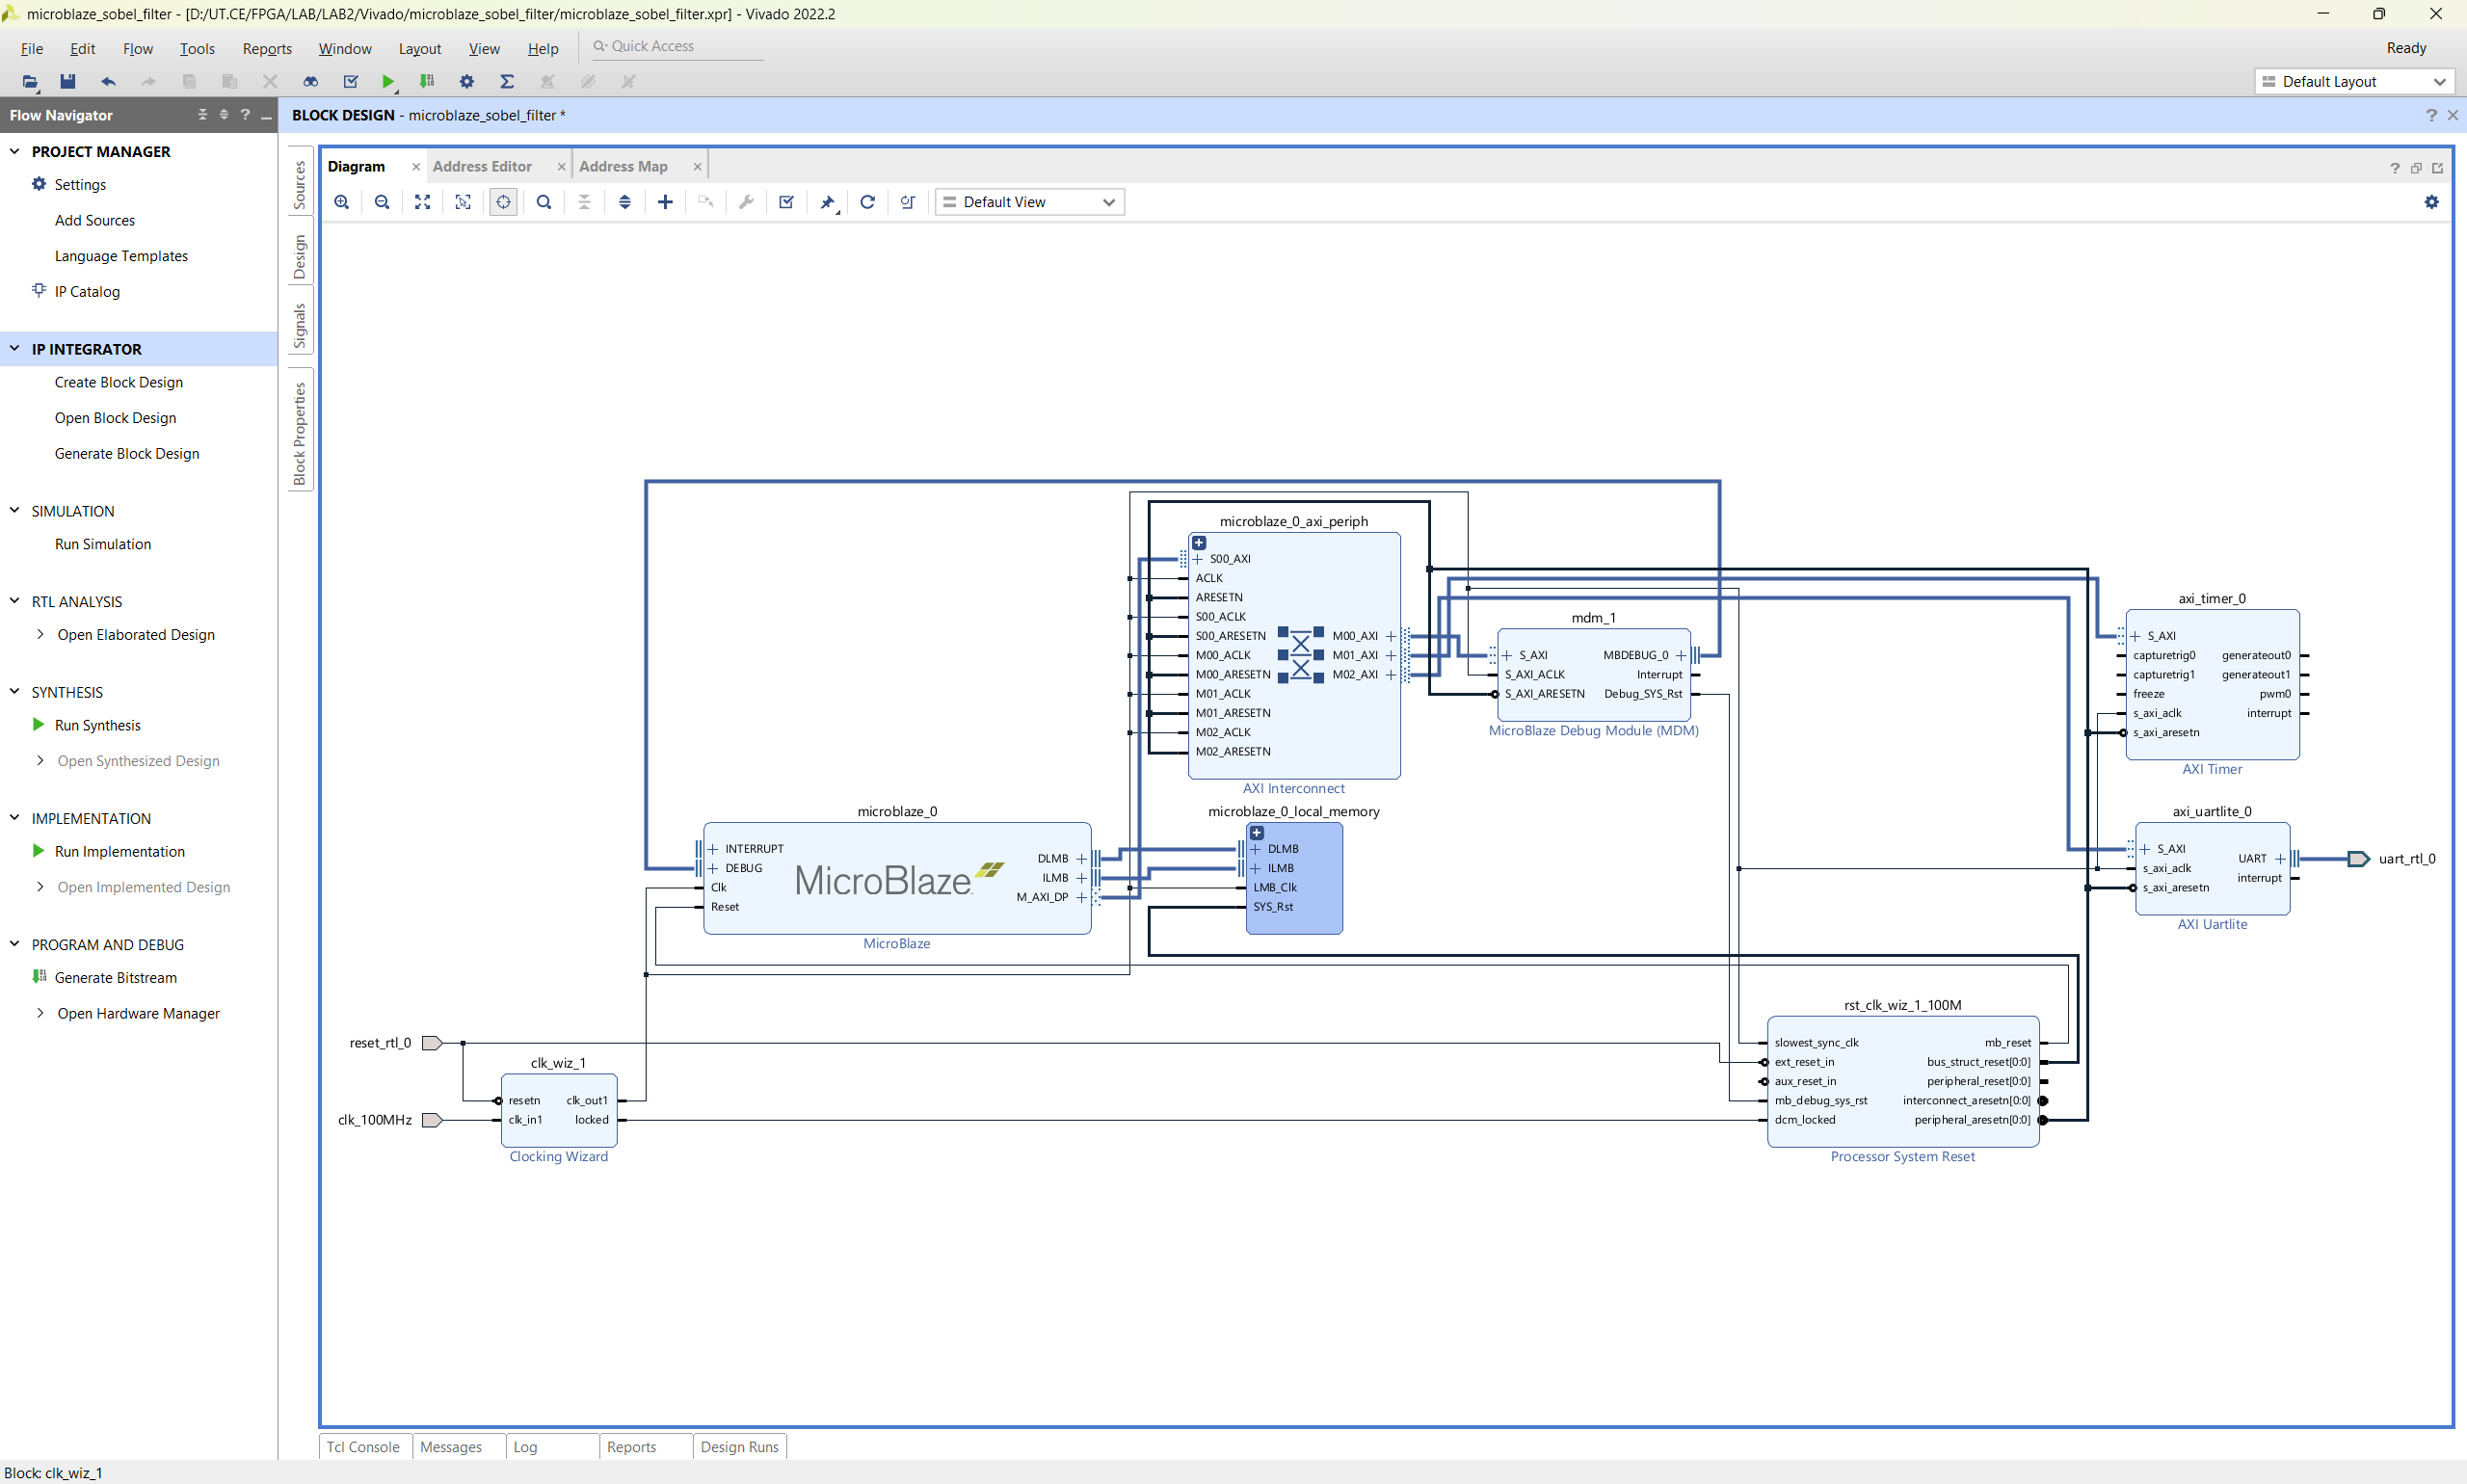 microblaze_sobel_filter - [D:/UT.CE/FPGA/LAB/LAB2/Vivado/microblaze_sobel_filter/microblaze_sobel_filter.xpr] - Vivado 2022.2
File Edit Flow Tools Reports Window Layout View Help Quick Access
Ready
Default Layout
Flow Navigator
PROJECT MANAGER
Settings
Add Sources
Language Templates
IP Catalog
IP INTEGRATOR
Create Block Design
Open Block Design
Generate Block Design
SIMULATION
Run Simulation
RTL ANALYSIS
Open Elaborated Design
SYNTHESIS
Run Synthesis
Open Synthesized Design
IMPLEMENTATION
Run Implementation
Open Implemented Design
PROGRAM AND DEBUG
Generate Bitstream
Open Hardware Manager
BLOCK DESIGN - microblaze_sobel_filter *
Sources
Design
Signals
Block Properties
Diagram
Address Editor
Address Map
Default View
microblaze_0_axi_periph
S00_AXI
ACLK
ARESETN
S00_ACLK
S00_ARESETN
M00_ACLK
M00_ARESETN
M01_ACLK
M01_ARESETN
M02_ACLK
M02_ARESETN
M00_AXI
M01_AXI
M02_AXI
AXI Interconnect
mdm_1
S_AXI
S_AXI_ACLK
S_AXI_ARESETN
MBDEBUG_0
Interrupt
Debug_SYS_Rst
MicroBlaze Debug Module (MDM)
axi_timer_0
S_AXI
capturetrig0
capturetrig1
freeze
s_axi_aclk
s_axi_aresetn
generateout0
generateout1
pwm0
interrupt
AXI Timer
microblaze_0
INTERRUPT
DEBUG
Clk
Reset
MicroBlaze
DLMB
ILMB
M_AXI_DP
MicroBlaze
microblaze_0_local_memory
DLMB
ILMB
LMB_Clk
SYS_Rst
axi_uartlite_0
S_AXI
s_axi_aclk
s_axi_aresetn
UART
interrupt
AXI Uartlite
uart_rtl_0
reset_rtl_0
clk_100MHz
clk_wiz_1
resetn
clk_in1
clk_out1
locked
Clocking Wizard
rst_clk_wiz_1_100M
slowest_sync_clk
ext_reset_in
aux_reset_in
mb_debug_sys_rst
dcm_locked
mb_reset
bus_struct_reset[0:0]
peripheral_reset[0:0]
interconnect_aresetn[0:0]
peripheral_aresetn[0:0]
Processor System Reset
Tcl Console
Messages
Log
Reports
Design Runs
Block: clk_wiz_1